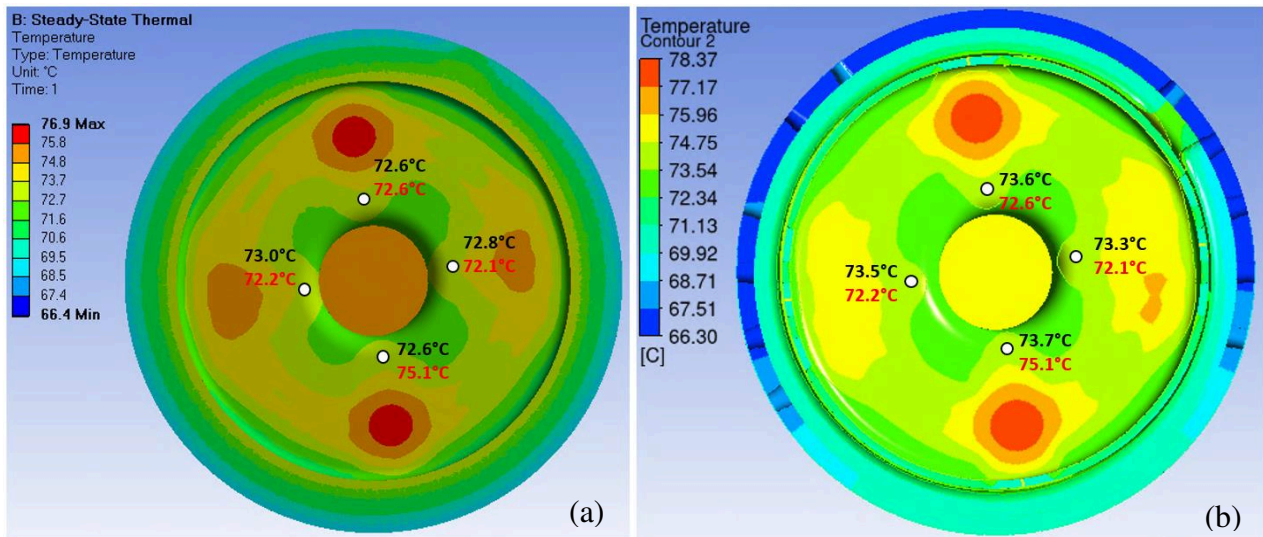 B: Steady-State Thermal
Temperature
Type: Temperature
Unit: °C
Time: 1
76.9 Max
75.8
74.8
73.7
72.7
71.6
70.6
69.5
68.5
67.4
66.4 Min
72.6°C
72.6°C
73.0°C
72.2°C
72.8°C
72.1°C
72.6°C
75.1°C
(a)
Temperature
Contour 2
78.37
77.17
75.96
74.75
73.54
72.34
71.13
69.92
68.71
67.51
66.30
[C]
73.6°C
72.6°C
73.5°C
72.2°C
73.3°C
72.1°C
73.7°C
75.1°C
(b)